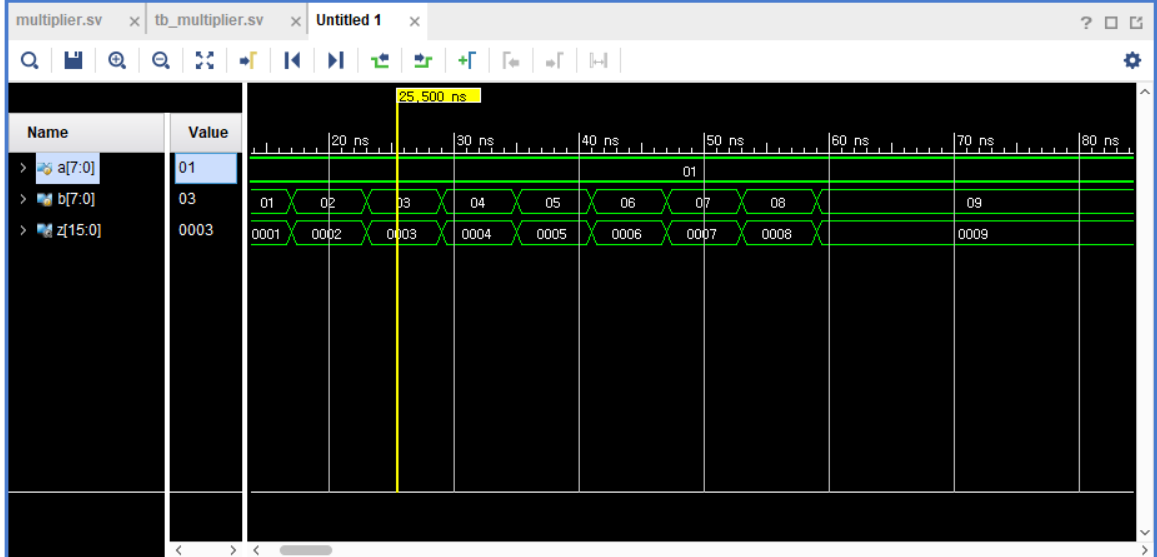 multiplier.sv × tb_multiplier.sv × Untitled 1 × ?
25,500 ns
Name Value
20 ns 30 ns 40 ns 50 ns 60 ns 70 ns 80 ns
a[7:0] 01 01
b[7:0] 03 01 02 03 04 05 06 07 08 09
z[15:0] 0003 0001 0002 0003 0004 0005 0006 0007 0008 0009